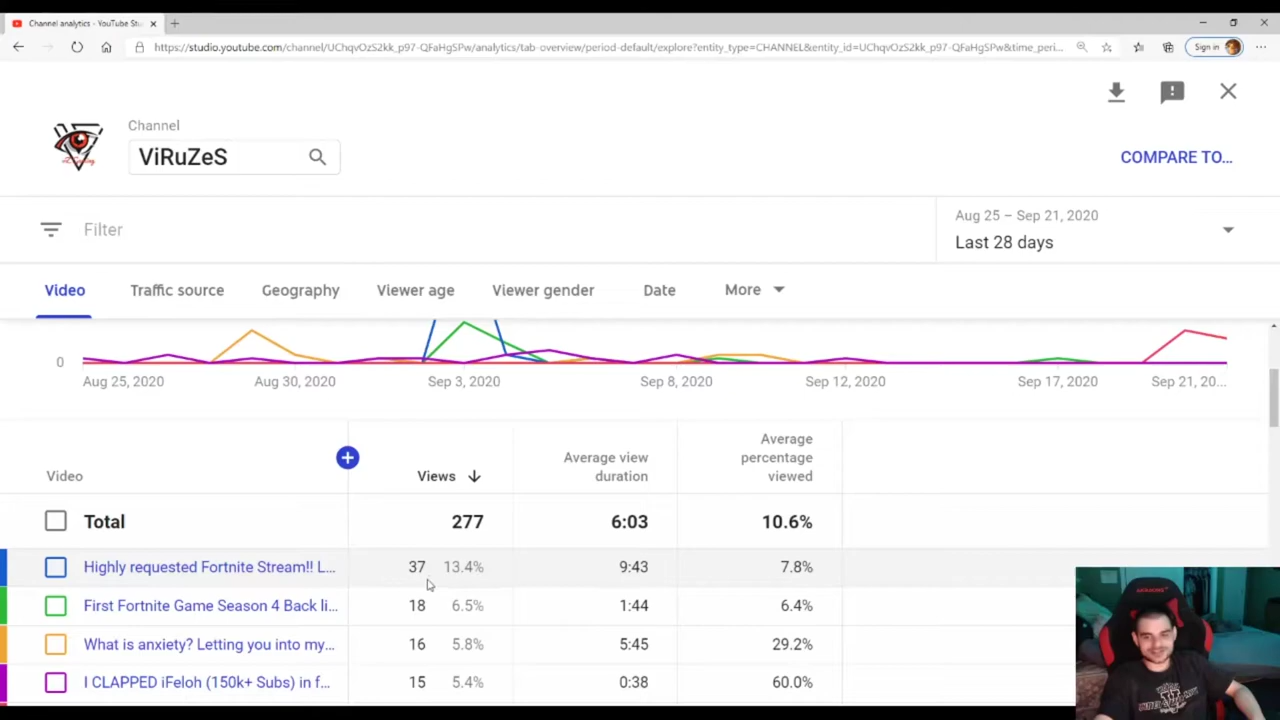 Channel analytics - YouTube Stu
https://studio.youtube.com/channel/UChqvOzS2kk_p97-QFaHgSPw/analytics/tab-overview/period-default/explore?entity_type=CHANNEL&entity_id=UChqvOzS2kk_p97-QFaHgSPw&time_peri...
Sign in
Channel
ViRuZeS
COMPARE TO...
Filter
Aug 25 – Sep 21, 2020
Last 28 days
Video Traffic source Geography Viewer age Viewer gender Date More
0
Aug 25, 2020 Aug 30, 2020 Sep 3, 2020 Sep 8, 2020 Sep 12, 2020 Sep 17, 2020 Sep 21, 20...
Video Views Average view duration Average percentage viewed
Total 277 6:03 10.6%
Highly requested Fortnite Stream!! L... 37 13.4% 9:43 7.8%
First Fortnite Game Season 4 Back li... 18 6.5% 1:44 6.4%
What is anxiety? Letting you into my... 16 5.8% 5:45 29.2%
I CLAPPED iFeloh (150k+ Subs) in f... 15 5.4% 0:38 60.0%